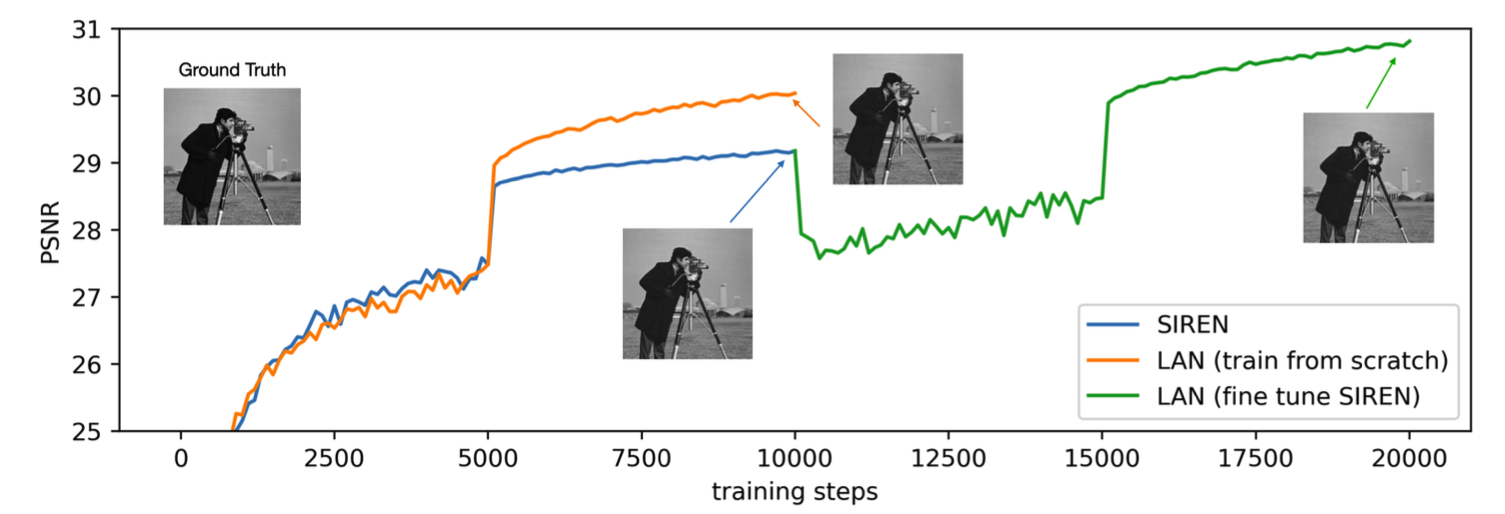 31
30
29
28
27
26
25
PSNR
Ground Truth
SIREN
LAN (train from scratch)
LAN (fine tune SIREN)
0 2500 5000 7500 10000 12500 15000 17500 20000
training steps